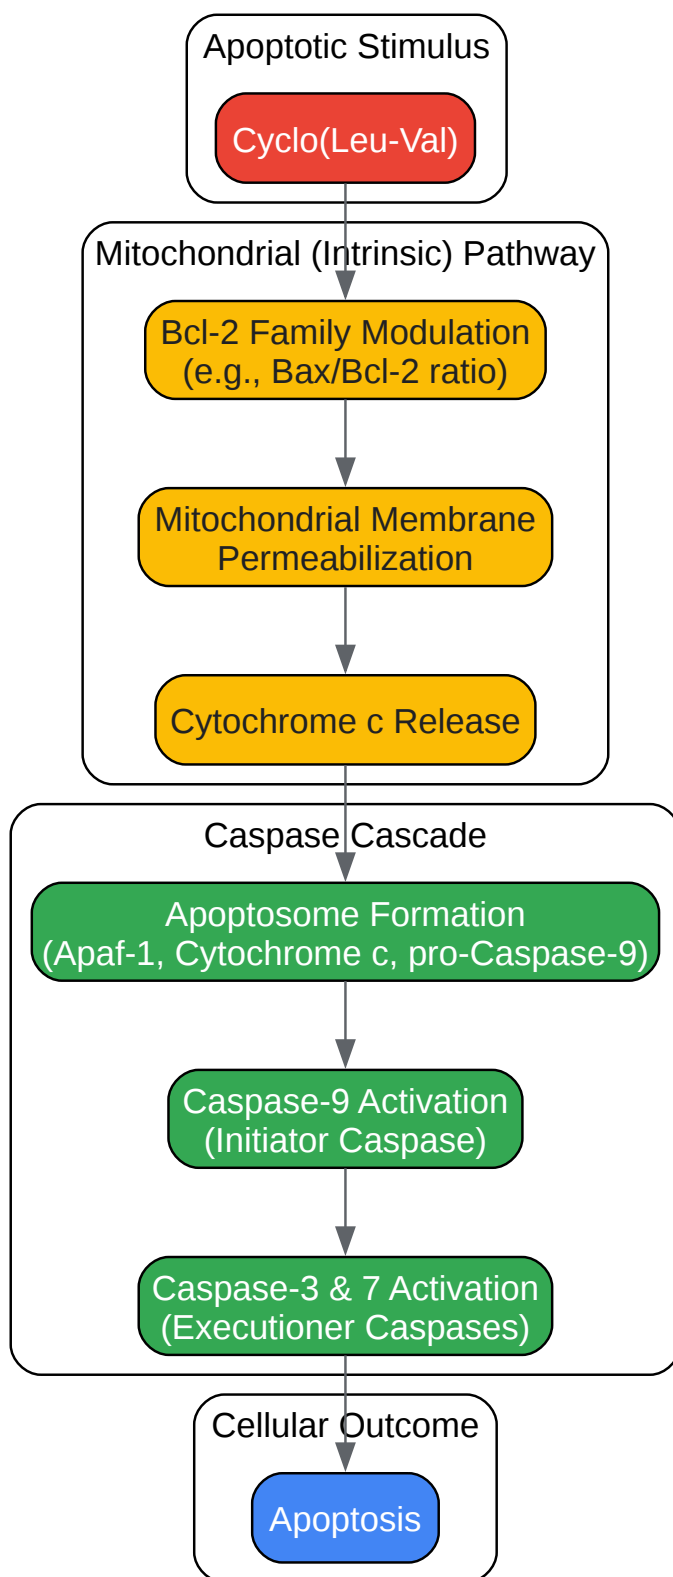 Apoptotic Stimulus
Cyclo(Leu-Val)
Mitochondrial (Intrinsic) Pathway
Bcl-2 Family Modulation
(e.g., Bax/Bcl-2 ratio)
Mitochondrial Membrane
Permeabilization
Cytochrome c Release
Caspase Cascade
Apoptosome Formation
(Apaf-1, Cytochrome c, pro-Caspase-9)
Caspase-9 Activation
(Initiator Caspase)
Caspase-3 & 7 Activation
(Executioner Caspases)
Cellular Outcome
Apoptosis